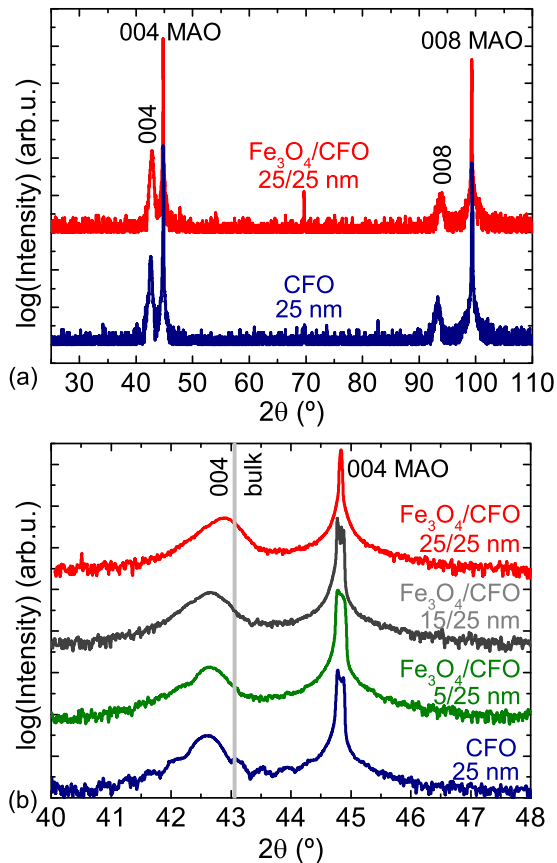 004 MAO
008 MAO
004
008
Fe₃O₄/CFO
25/25 nm
CFO
25 nm
log(Intensity) (arb.u.)
(a)
30 40 50 60 70 80 90 100 110
2θ (º)
004
bulk
004 MAO
Fe₃O₄/CFO
25/25 nm
Fe₃O₄/CFO
15/25 nm
Fe₃O₄/CFO
5/25 nm
CFO
25 nm
log(Intensity) (arb.u.)
(b)
40 41 42 43 44 45 46 47 48
2θ (º)